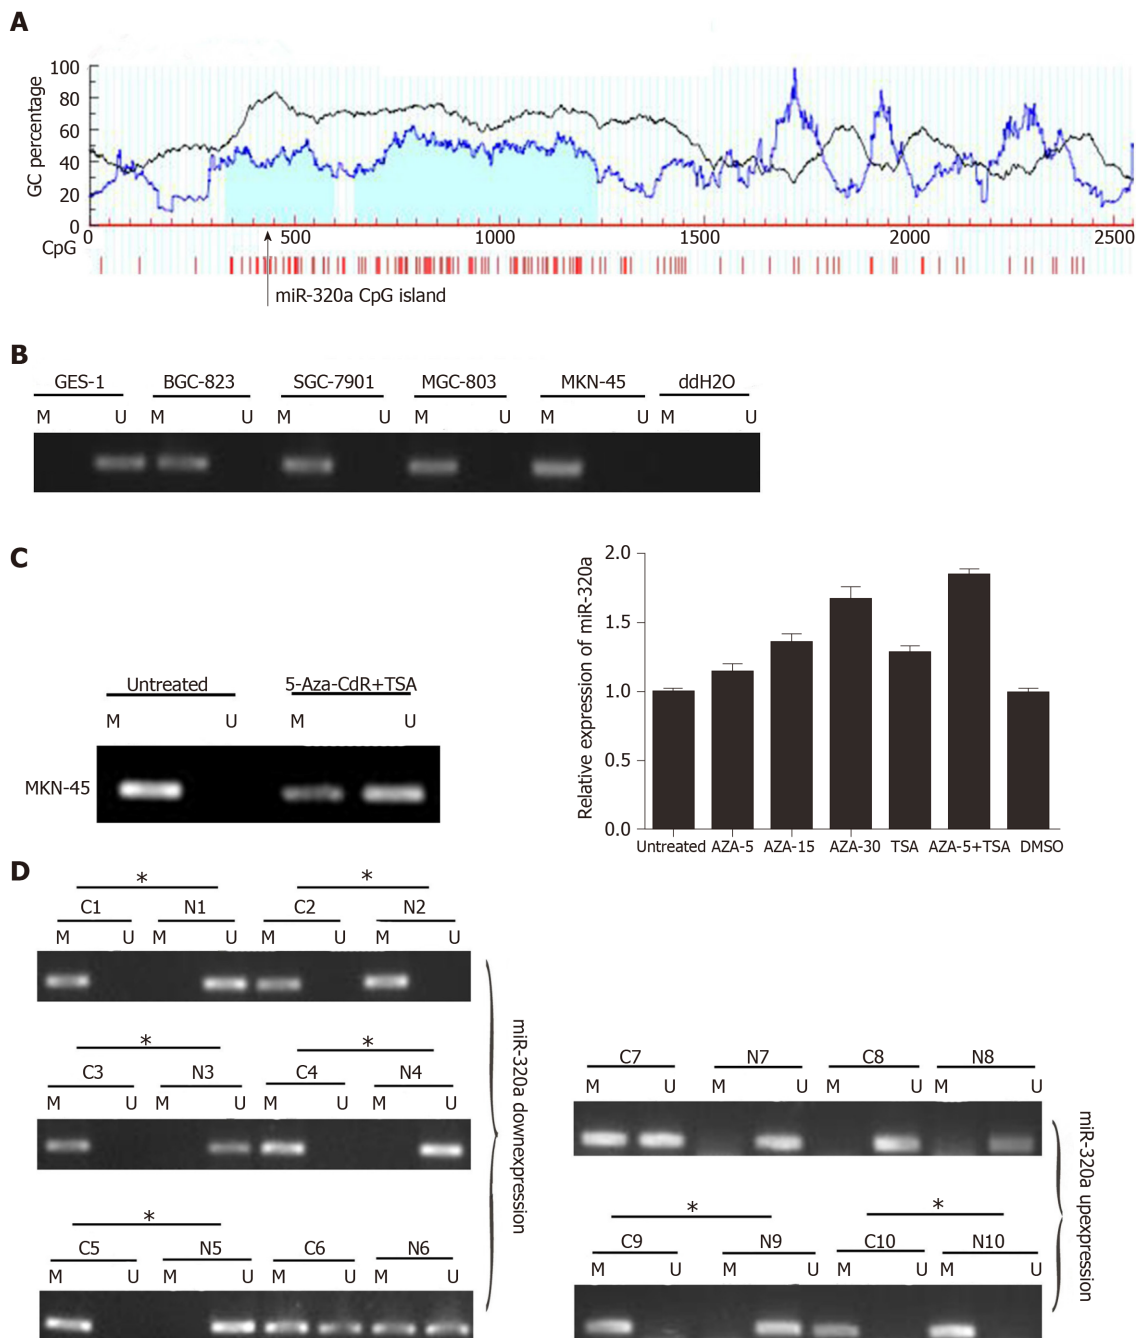 A
GC percentage
100
80
60
40
20
0
0 500 1000 1500 2000 2500
CpG
miR-320a CpG island
B
GES-1 BGC-823 SGC-7901 MGC-803 MKN-45 ddH2O
M U M U M U M U M U M U
C
Untreated 5-Aza-CdR+TSA
M U M U
MKN-45
Relative expression of miR-320a
2.0
1.5
1.0
0.5
0.0
Untreated AZA-5 AZA-15 AZA-30 TSA AZA-5+TSA DMSO
D
* *
C1 N1 C2 N2
M U M U M U M U
* *
C3 N3 C4 N4
M U M U M U M U
*
C5 N5 C6 N6
M U M U M U M U
miR-320a downexpression
C7 N7 C8 N8
M U M U M U M U
* *
C9 N9 C10 N10
M U M U M U M U
miR-320a upexpression